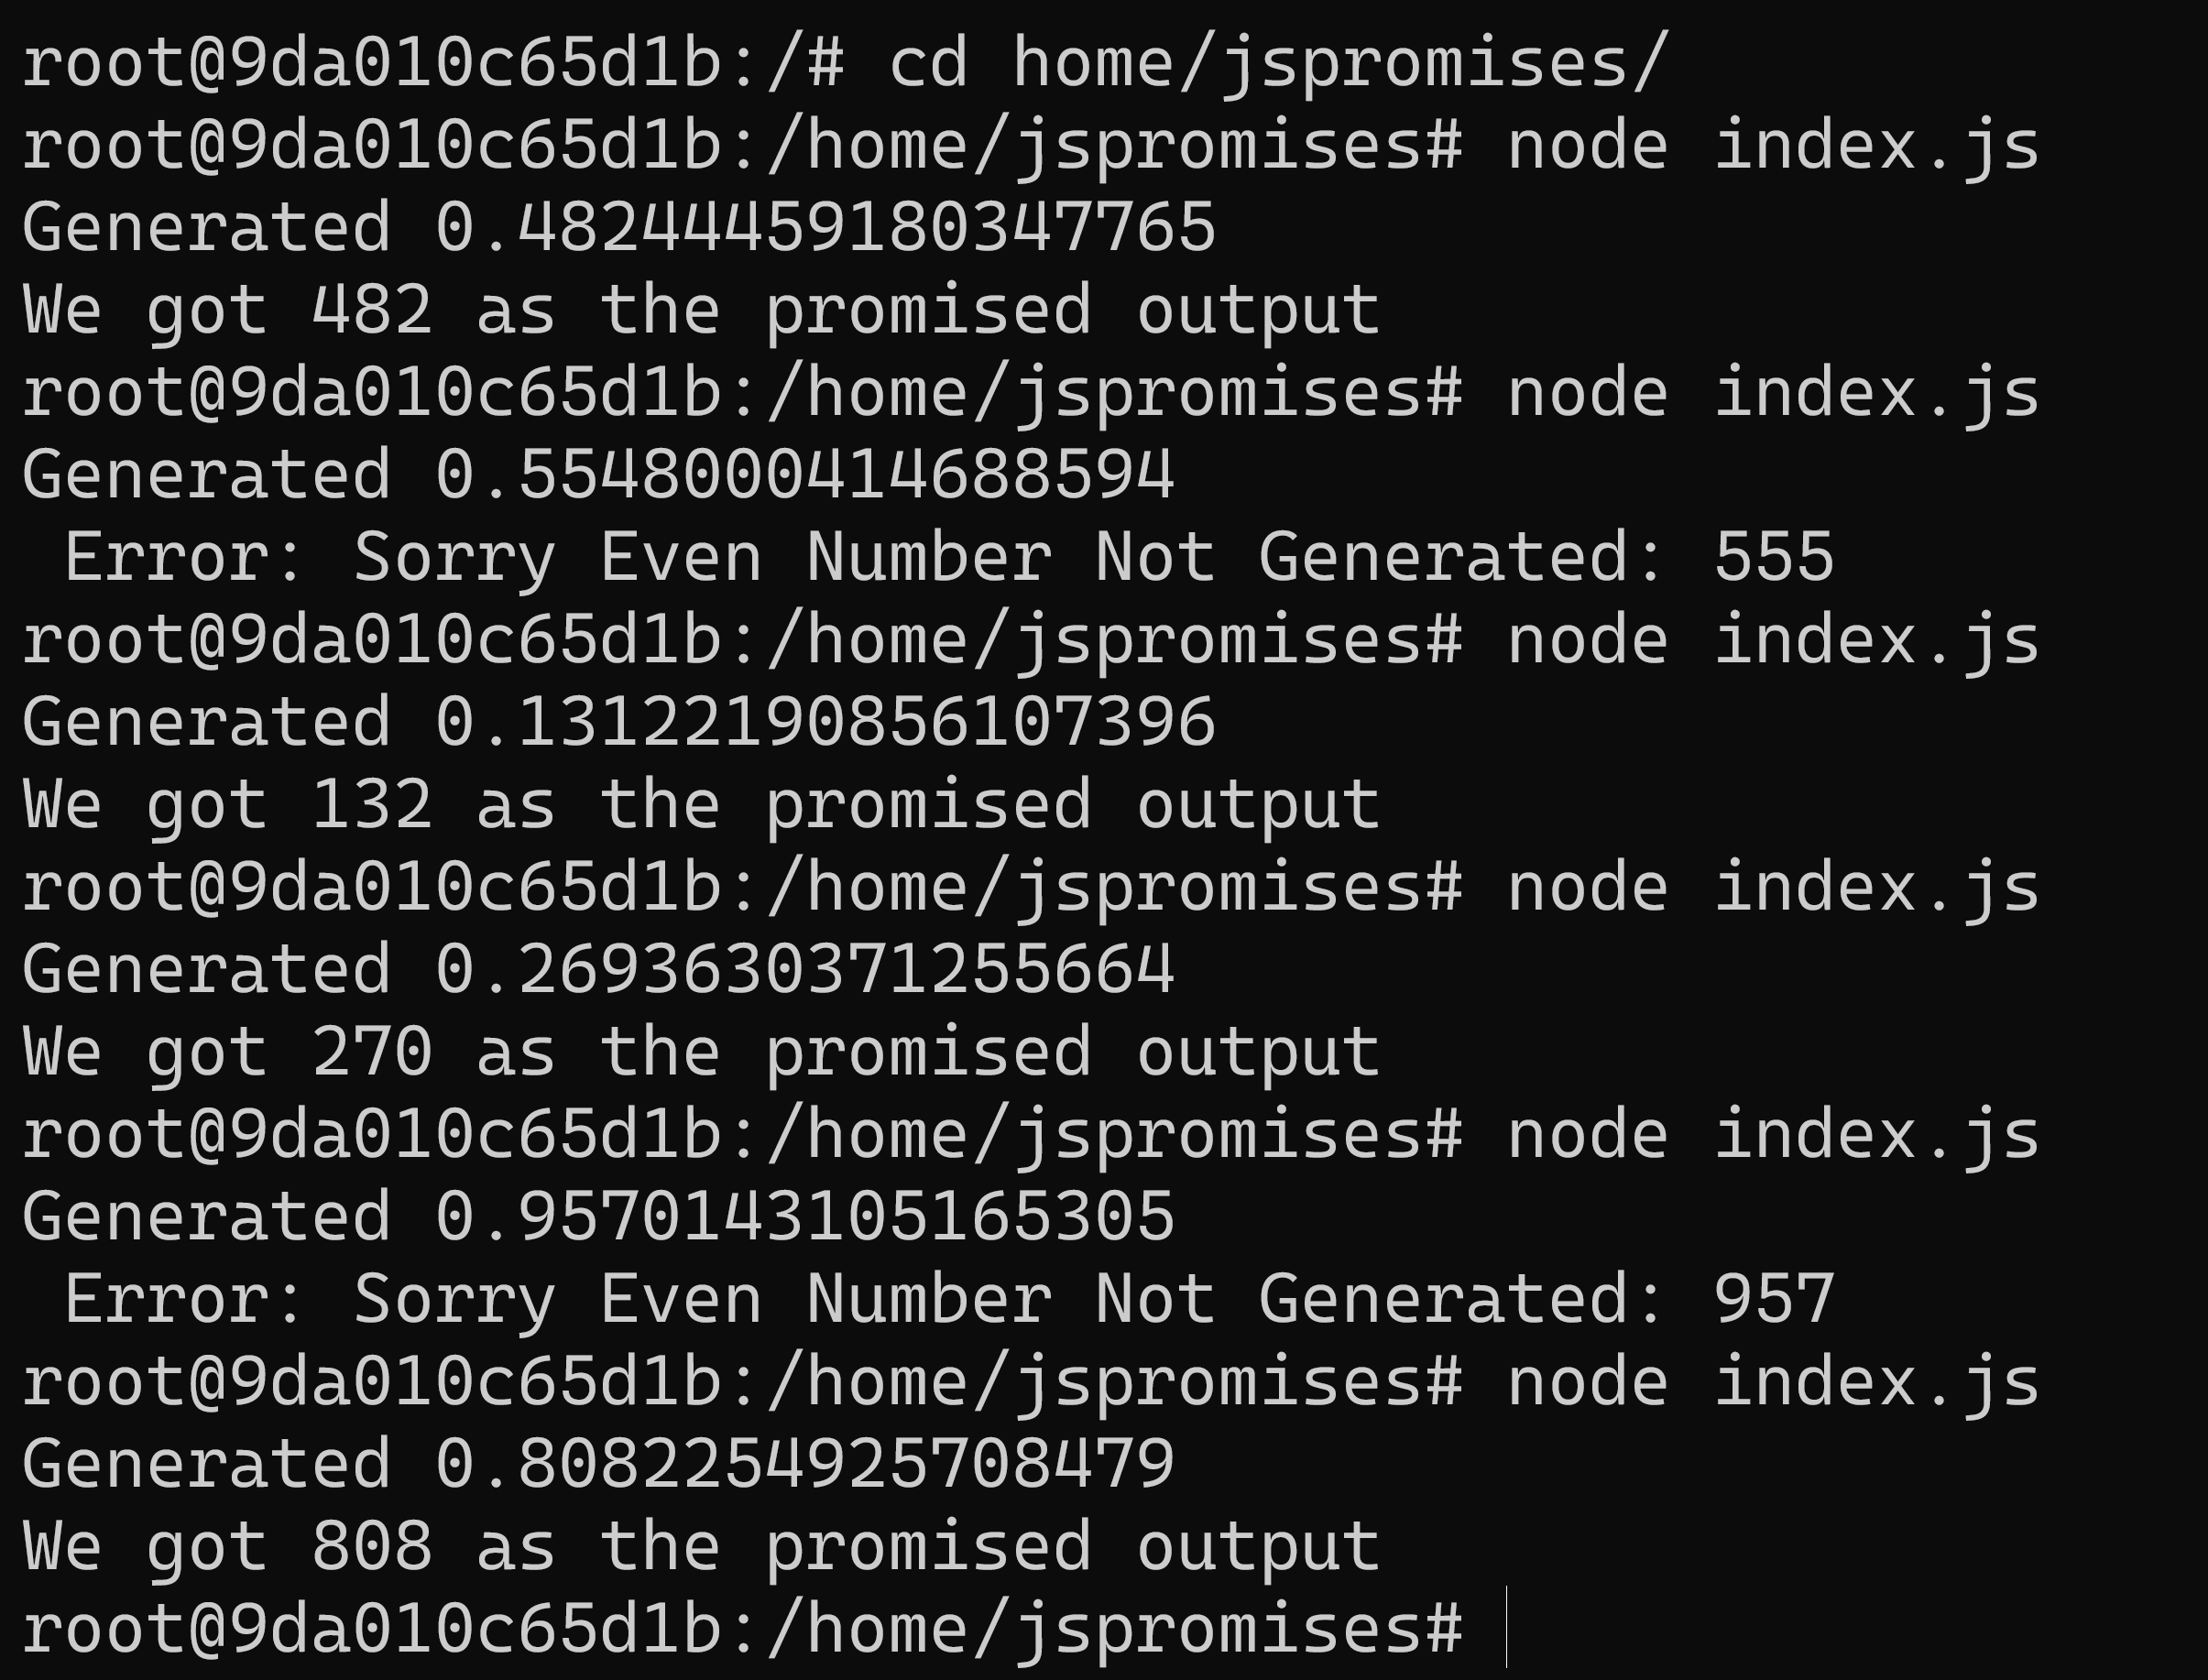 root@9da010c65d1b:/# cd home/jspromises/
root@9da010c65d1b:/home/jspromises# node index.js
Generated 0.48244459180347765
We got 482 as the promised output
root@9da010c65d1b:/home/jspromises# node index.js
Generated 0.5548000414688594
 Error: Sorry Even Number Not Generated: 555
root@9da010c65d1b:/home/jspromises# node index.js
Generated 0.13122190856107396
We got 132 as the promised output
root@9da010c65d1b:/home/jspromises# node index.js
Generated 0.2693630371255664
We got 270 as the promised output
root@9da010c65d1b:/home/jspromises# node index.js
Generated 0.9570143105165305
 Error: Sorry Even Number Not Generated: 957
root@9da010c65d1b:/home/jspromises# node index.js
Generated 0.8082254925708479
We got 808 as the promised output
root@9da010c65d1b:/home/jspromises#